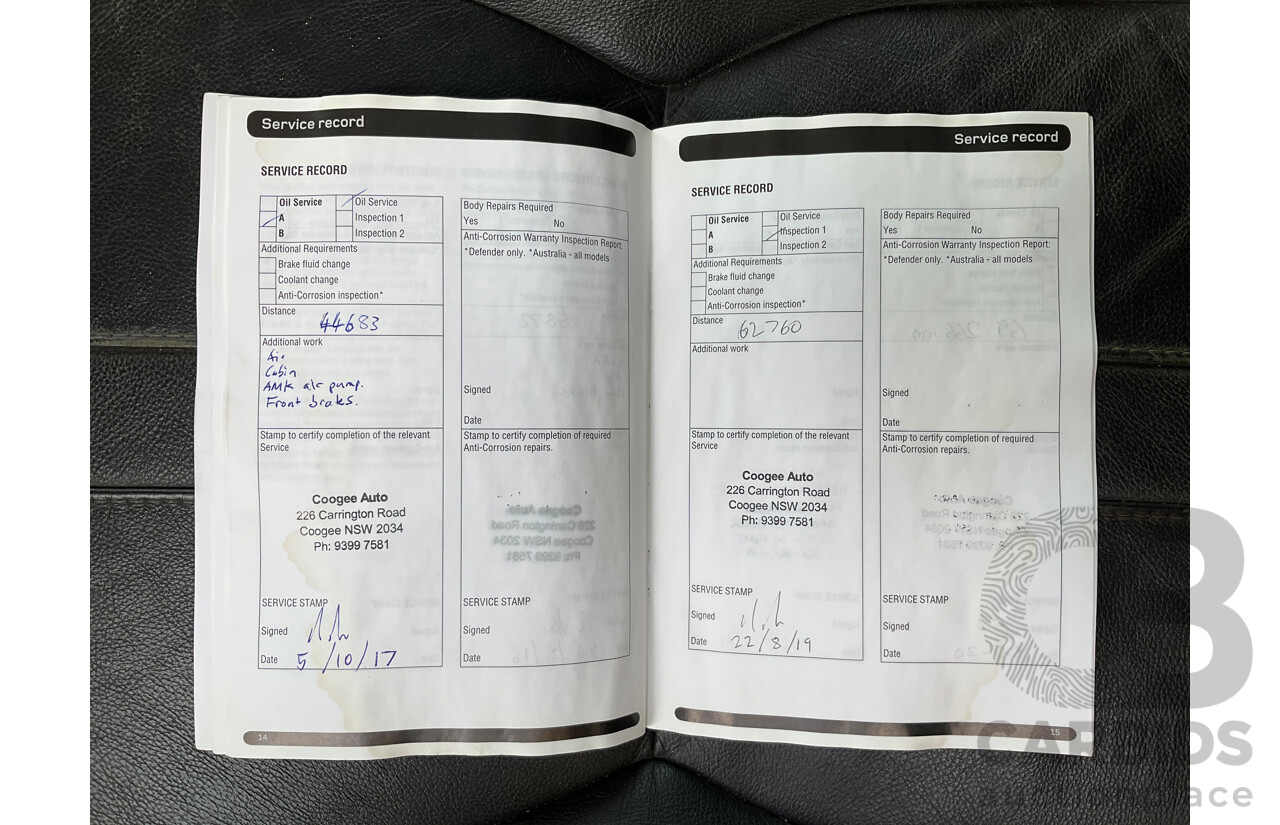 Service record
SERVICE RECORD
Oil Service Oil Service
A Inspection 1
B Inspection 2
Additional Requirements
Brake fluid change
Coolant change
Anti-Corrosion inspection*
Distance
44683
Additional work
Air
Cabin
AMK air pump.
Front brakes.
Stamp to certify completion of the relevant
Service
Coogee Auto
226 Carrington Road
Coogee NSW 2034
Ph: 9399 7581
SERVICE STAMP
Signed
Date 5/10/17
Body Repairs Required
Yes No
Anti-Corrosion Warranty Inspection Report:
*Defender only. *Australia - all models
Signed
Date
Stamp to certify completion of required
Anti-Corrosion repairs.
SERVICE STAMP
Signed
Date
14
Service record
SERVICE RECORD
Oil Service Oil Service
A Inspection 1
B Inspection 2
Additional Requirements
Brake fluid change
Coolant change
Anti-Corrosion inspection*
Distance
62760
Additional work
Stamp to certify completion of the relevant
Service
Coogee Auto
226 Carrington Road
Coogee NSW 2034
Ph: 9399 7581
SERVICE STAMP
Signed
Date 22/8/19
Body Repairs Required
Yes No
Anti-Corrosion Warranty Inspection Report:
*Defender only. *Australia - all models
Signed
Date
Stamp to certify completion of required
Anti-Corrosion repairs.
SERVICE STAMP
Signed
Date
15